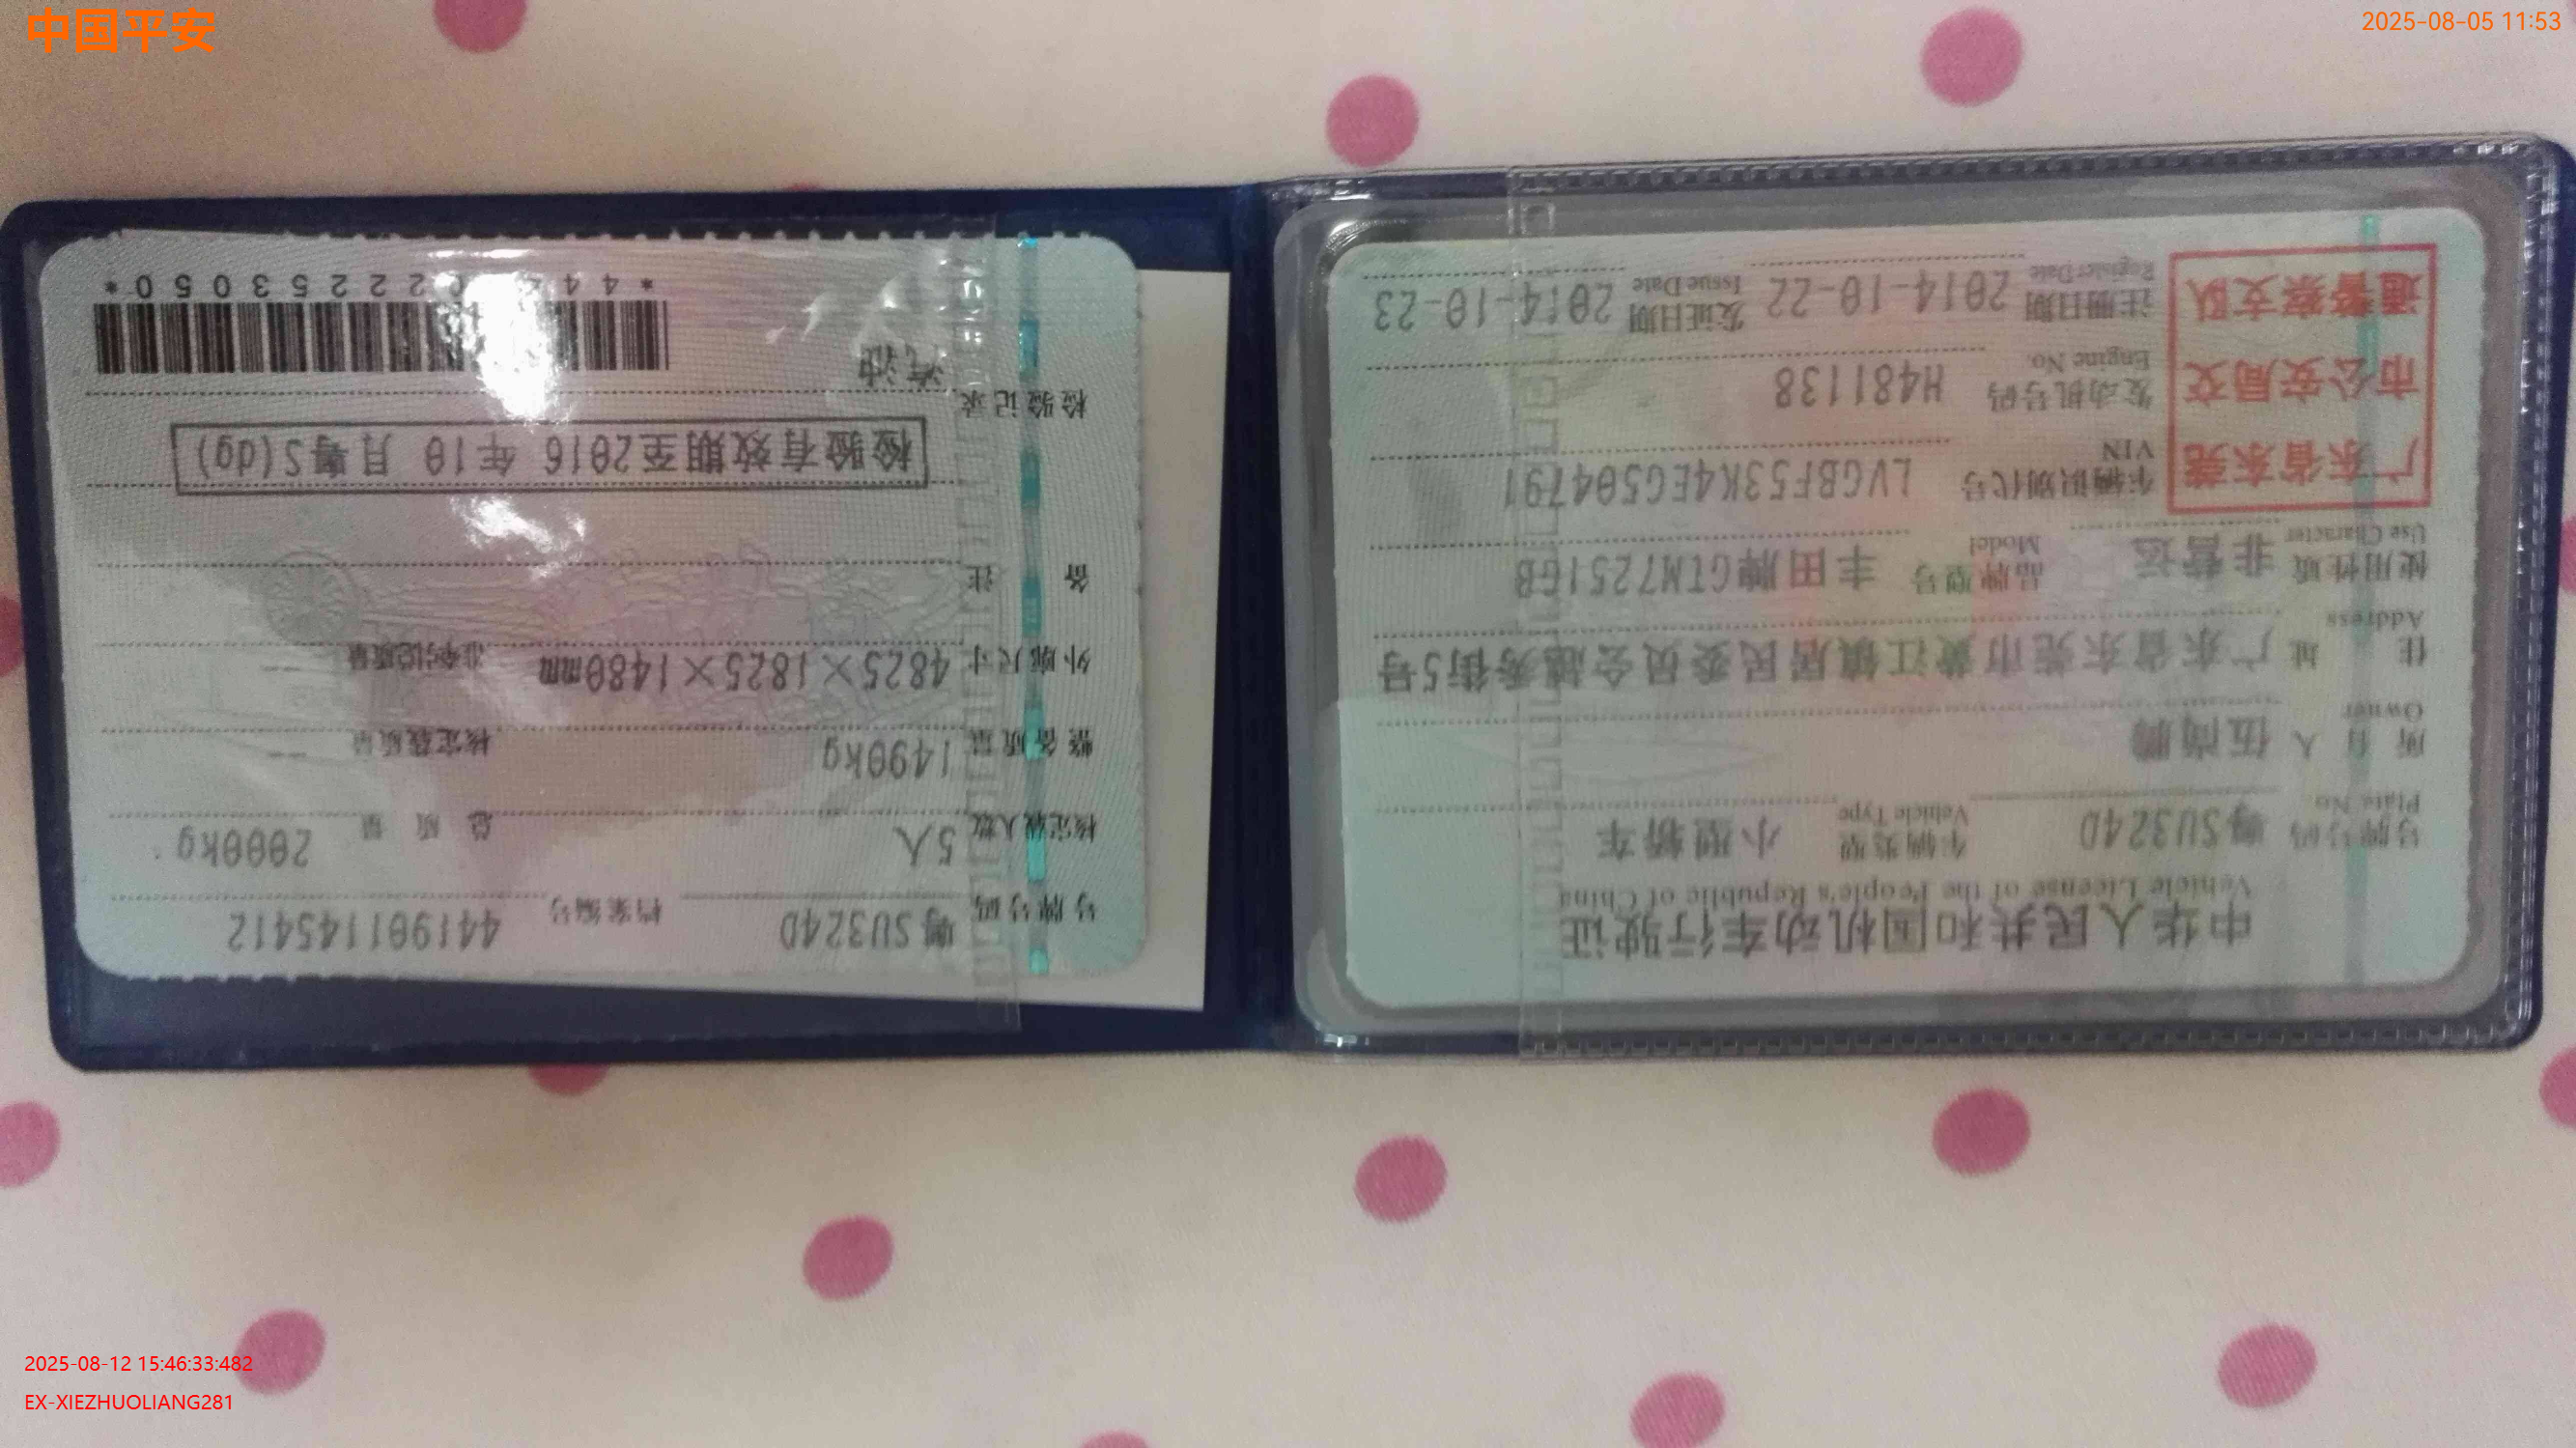 中国平安
2025-08-05 11:53
中华人民共和国机动车行驶证
Vehicle License of the People's Republic of China
号牌号码 粤SU324D 车辆类型 小型轿车
Plate No. Vehicle Type
所有人 伍尚腾
Owner
住址 广东省东莞市黄江镇居民委员会越秀街5号
Address
使用性质 非营运 品牌型号 丰田牌GTM7251GB
Use Character Model
广东省东莞
市公安局交
通警察支队
车辆识别代号 LVGBF53K4EG504791
VIN
发动机号码 H481138
Engine No.
注册日期 2014-10-22 发证日期 2014-10-23
Register Date Issue Date
号牌号码 粤SU324D 档案编号 441901145412
核定载人数 5人 总质量 2000kg
整备质量 1490kg 核定载质量 --
外廓尺寸 4825×1825×1480mm 准牵引总质量 --
备注
检验有效期至2016年10月粤S(dg)
检验记录
汽油
2025-08-12 15:46:33:482
EX-XIEZHUOLIANG281